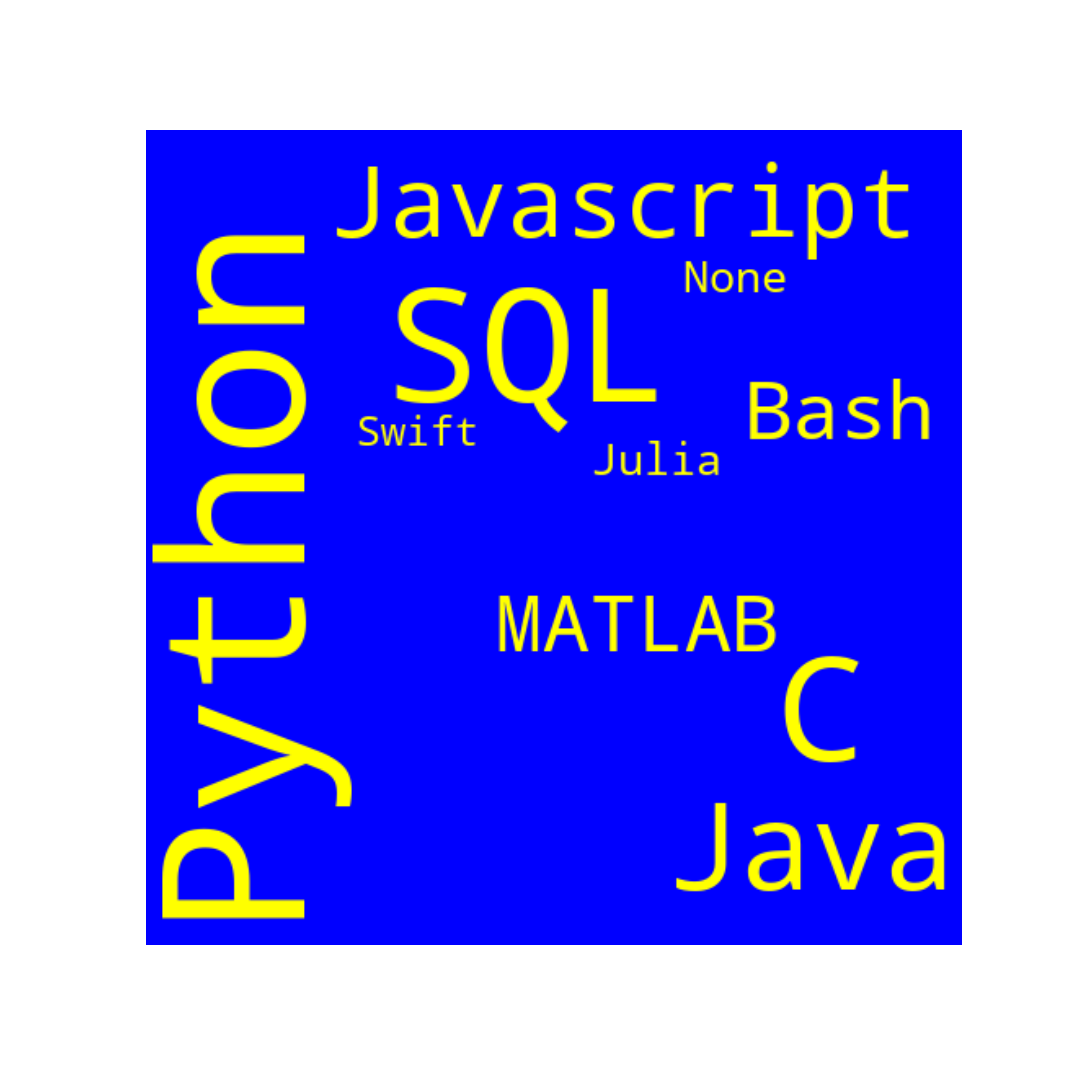 Python
Javascript
None
SQL
Bash
Swift
Julia
MATLAB
C
Java